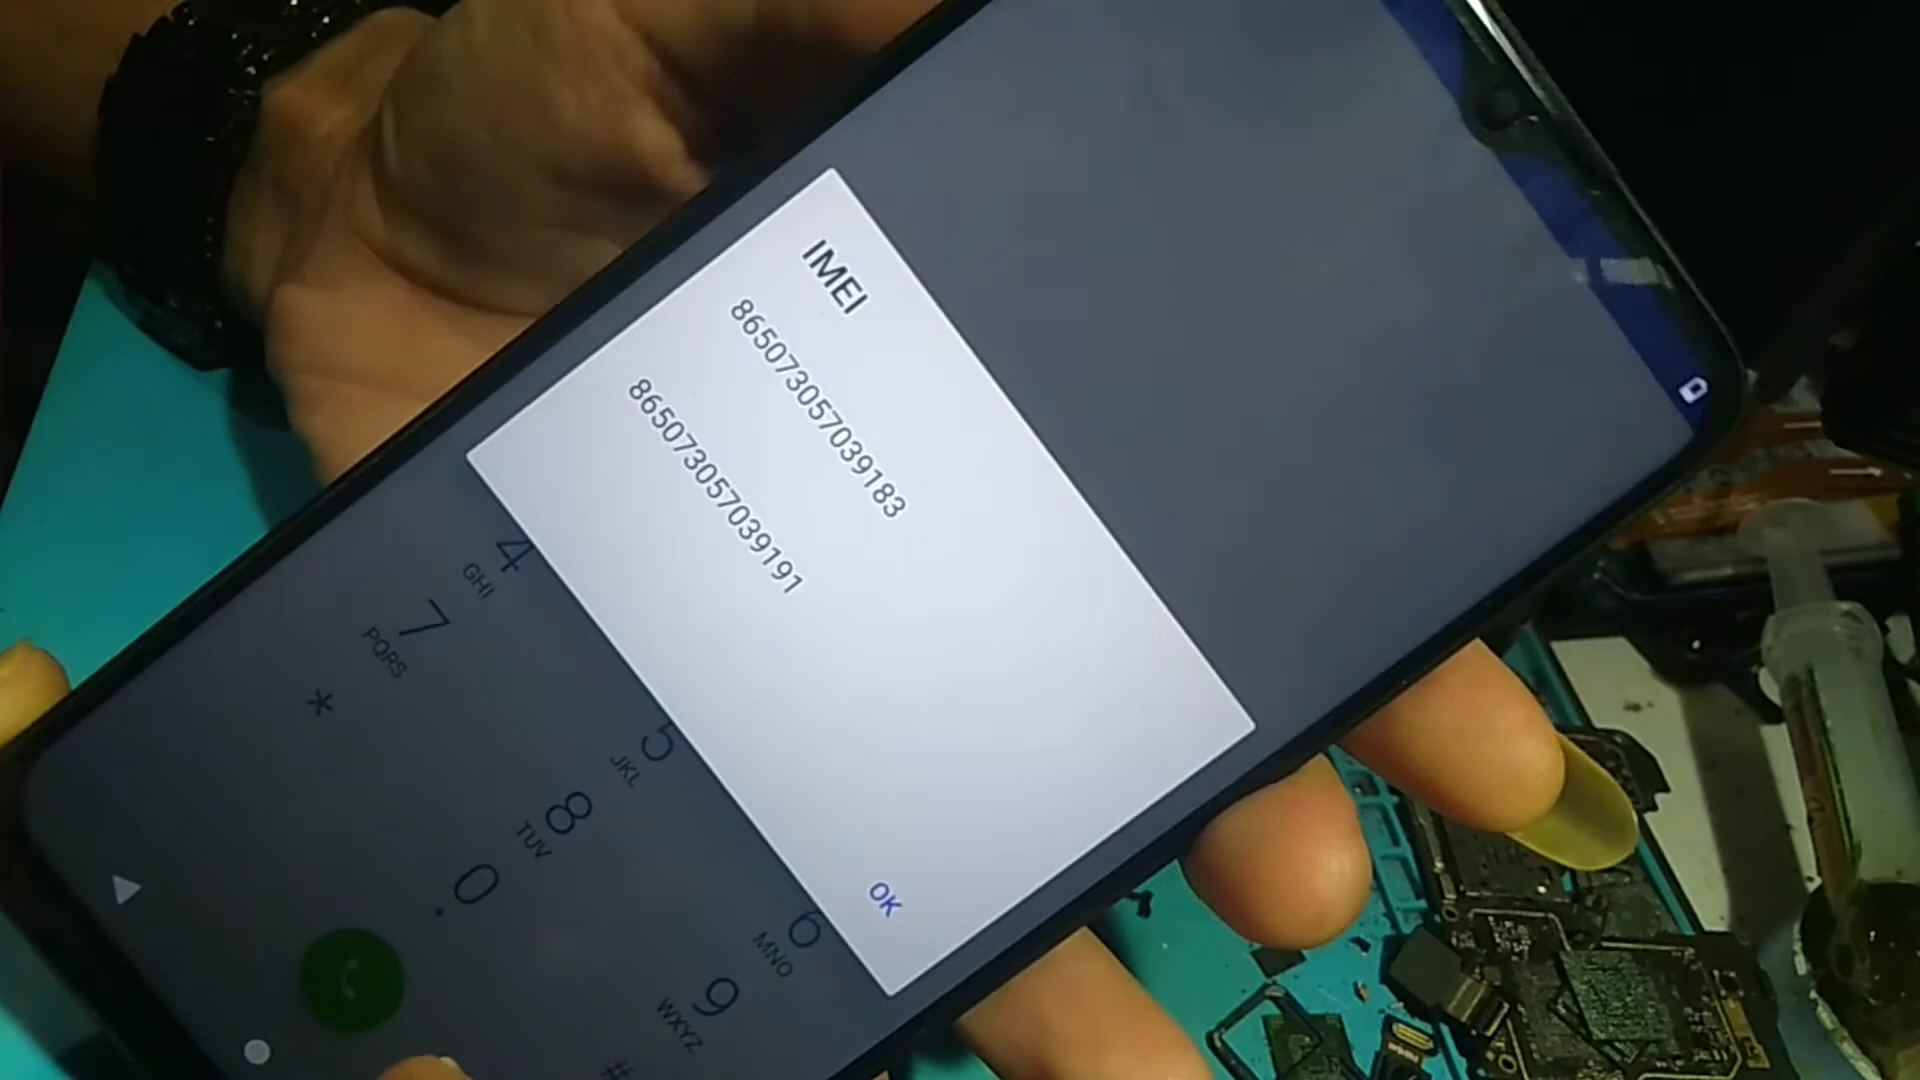 IMEI
865073057039183
865073057039191
OK
4
GHI
5
JKL
6
MNO
7
PQRS
8
TUV
9
WXYZ
*
0
#